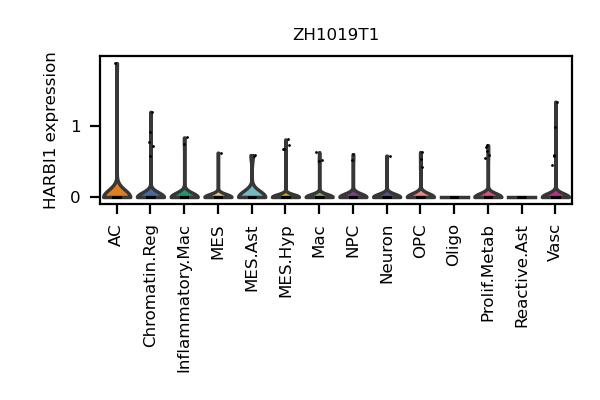 ZH1019T1
HARBI1 expression
1
0
AC
Chromatin.Reg
Inflammatory.Mac
MES
MES.Ast
MES.Hyp
Mac
NPC
Neuron
OPC
Oligo
Prolif.Metab
Reactive.Ast
Vasc